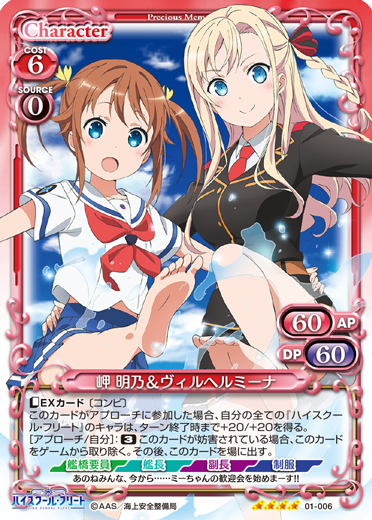 Precious Memories
Character
COST
6
SOURCE
0
60 AP
DP 60
岬 明乃&ヴィルヘルミーナ
EXカード [コンビ]
このカードがアプローチに参加した場合、自分の全ての『ハイスクー
ル・フリート』のキャラは、ターン終了時まで+20/+20を得る。
[アプローチ/自分]:3 このカードが妨害されている場合、このカード
をゲームから取り除く。その後、このカードを場に出す。
艦橋要員 艦長 副長 制服
あのねみんな、今から……ミーちゃんの歓迎会を始めまーす!!
ハイスクール・フリート
©AAS/海上安全整備局
01-006